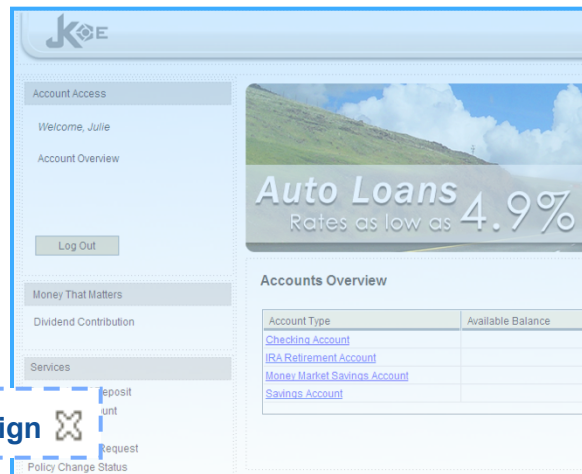 JKE
Account Access
Welcome, Julie
Account Overview
Log Out
Money That Matters
Dividend Contribution
Services
eposit
unt
ign
equest
Policy Change Status
Auto Loans
Rates as low as 4.9%
Accounts Overview
Account Type Available Balance
Checking Account
IRA Retirement Account
Money Market Savings Account
Savings Account